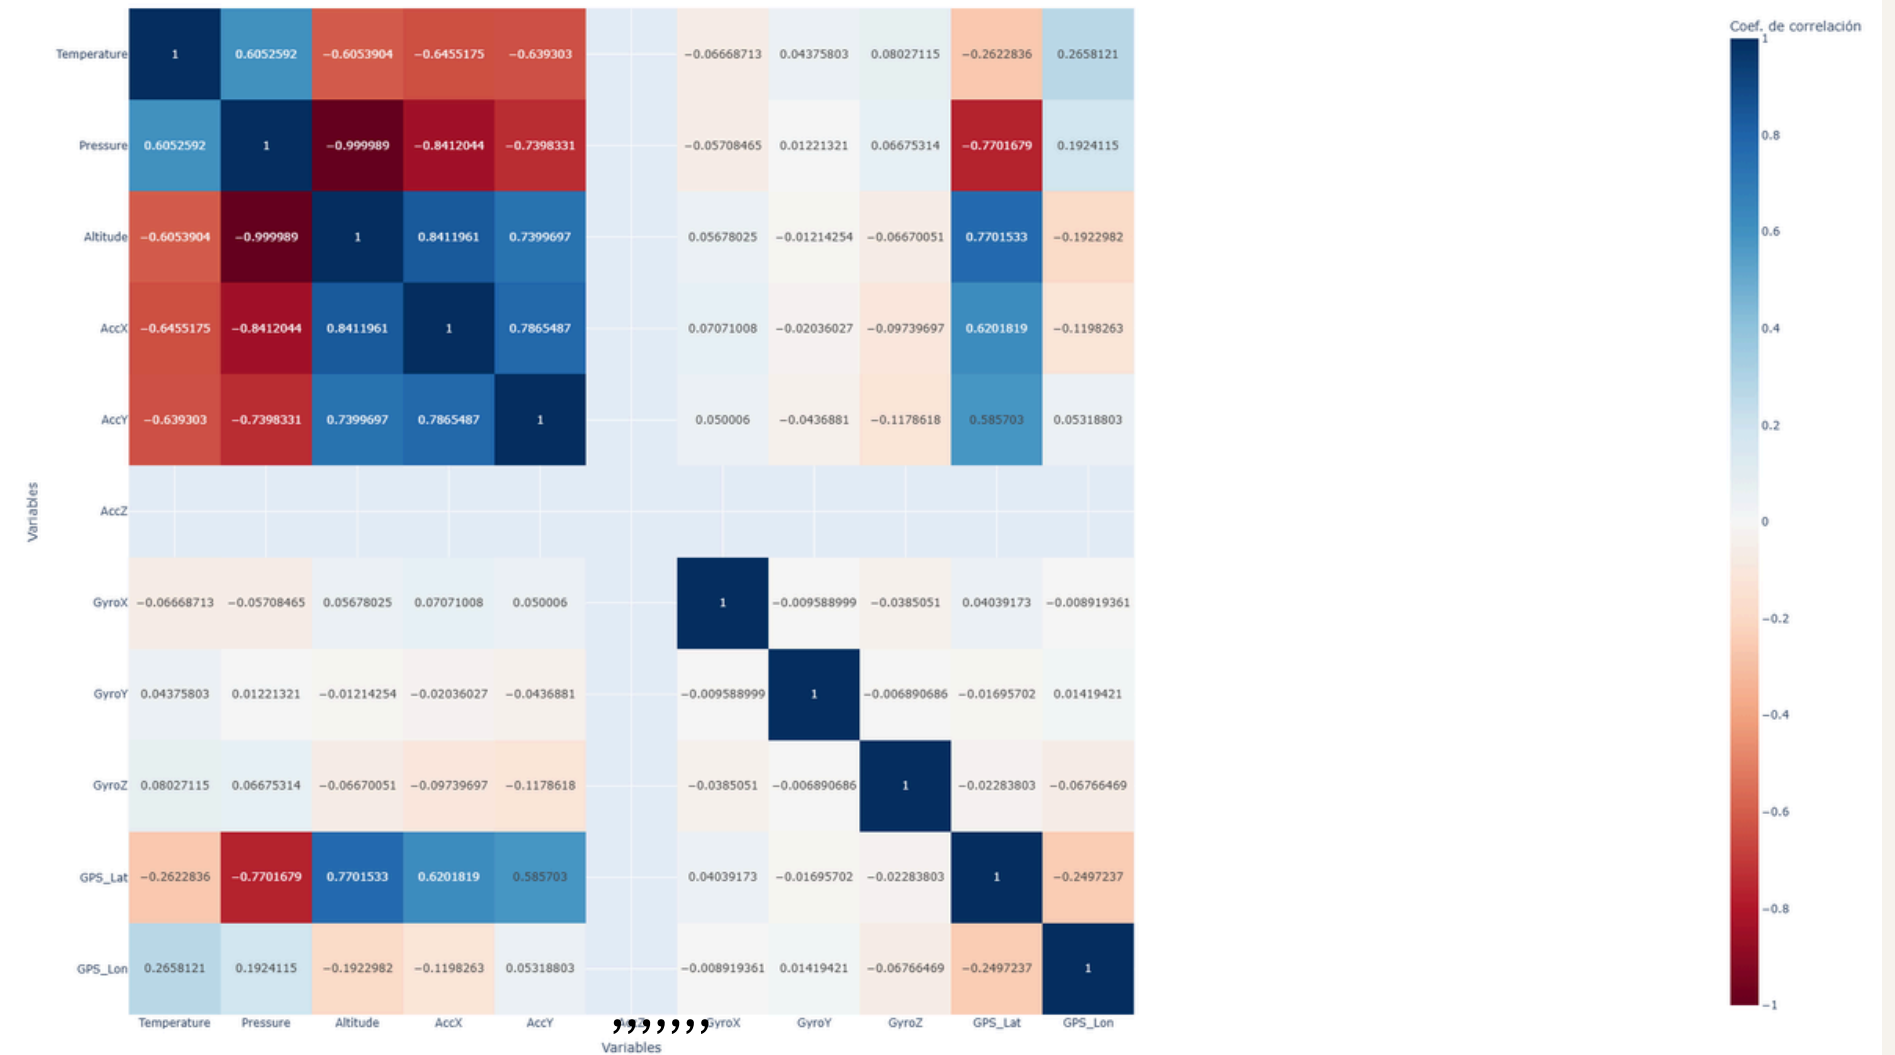 Coef. de correlación
Temperature 1 0.6052592 −0.6053904 −0.6455175 −0.639303 −0.06668713 0.04375803 0.08027115 −0.2622836 0.2658121
Pressure 0.6052592 1 −0.999989 −0.8412044 −0.7398331 −0.05708465 0.01221321 0.06675314 −0.7701679 0.1924115
Altitude −0.6053904 −0.999989 1 0.8411961 0.7399697 0.05678025 −0.01214254 −0.06670051 0.7701533 −0.1922982
AccX −0.6455175 −0.8412044 0.8411961 1 0.7865487 0.07071008 −0.02036027 −0.09739697 0.6201819 −0.1198263
AccY −0.639303 −0.7398331 0.7399697 0.7865487 1 0.050006 −0.0436881 −0.1178618 0.585703 0.05318803
Variables
AccZ
GyroX −0.06668713 −0.05708465 0.05678025 0.07071008 0.050006 1 −0.009588999 −0.0385051 0.04039173 −0.008919361
GyroY 0.04375803 0.01221321 −0.01214254 −0.02036027 −0.0436881 −0.009588999 1 −0.006890686 −0.01695702 0.01419421
GyroZ 0.08027115 0.06675314 −0.06670051 −0.09739697 −0.1178618 −0.0385051 −0.006890686 1 −0.02283803 −0.06766469
GPS_Lat −0.2622836 −0.7701679 0.7701533 0.6201819 0.585703 0.04039173 −0.01695702 −0.02283803 1 −0.2497237
GPS_Lon 0.2658121 0.1924115 −0.1922982 −0.1198263 0.05318803 −0.008919361 0.01419421 −0.06766469 −0.2497237 1
Temperature Pressure Altitude AccX AccY ,,,,,,, GyroX GyroY GyroZ GPS_Lat GPS_Lon
Variables
1
0.8
0.6
0.4
0.2
0
−0.2
−0.4
−0.6
−0.8
−1